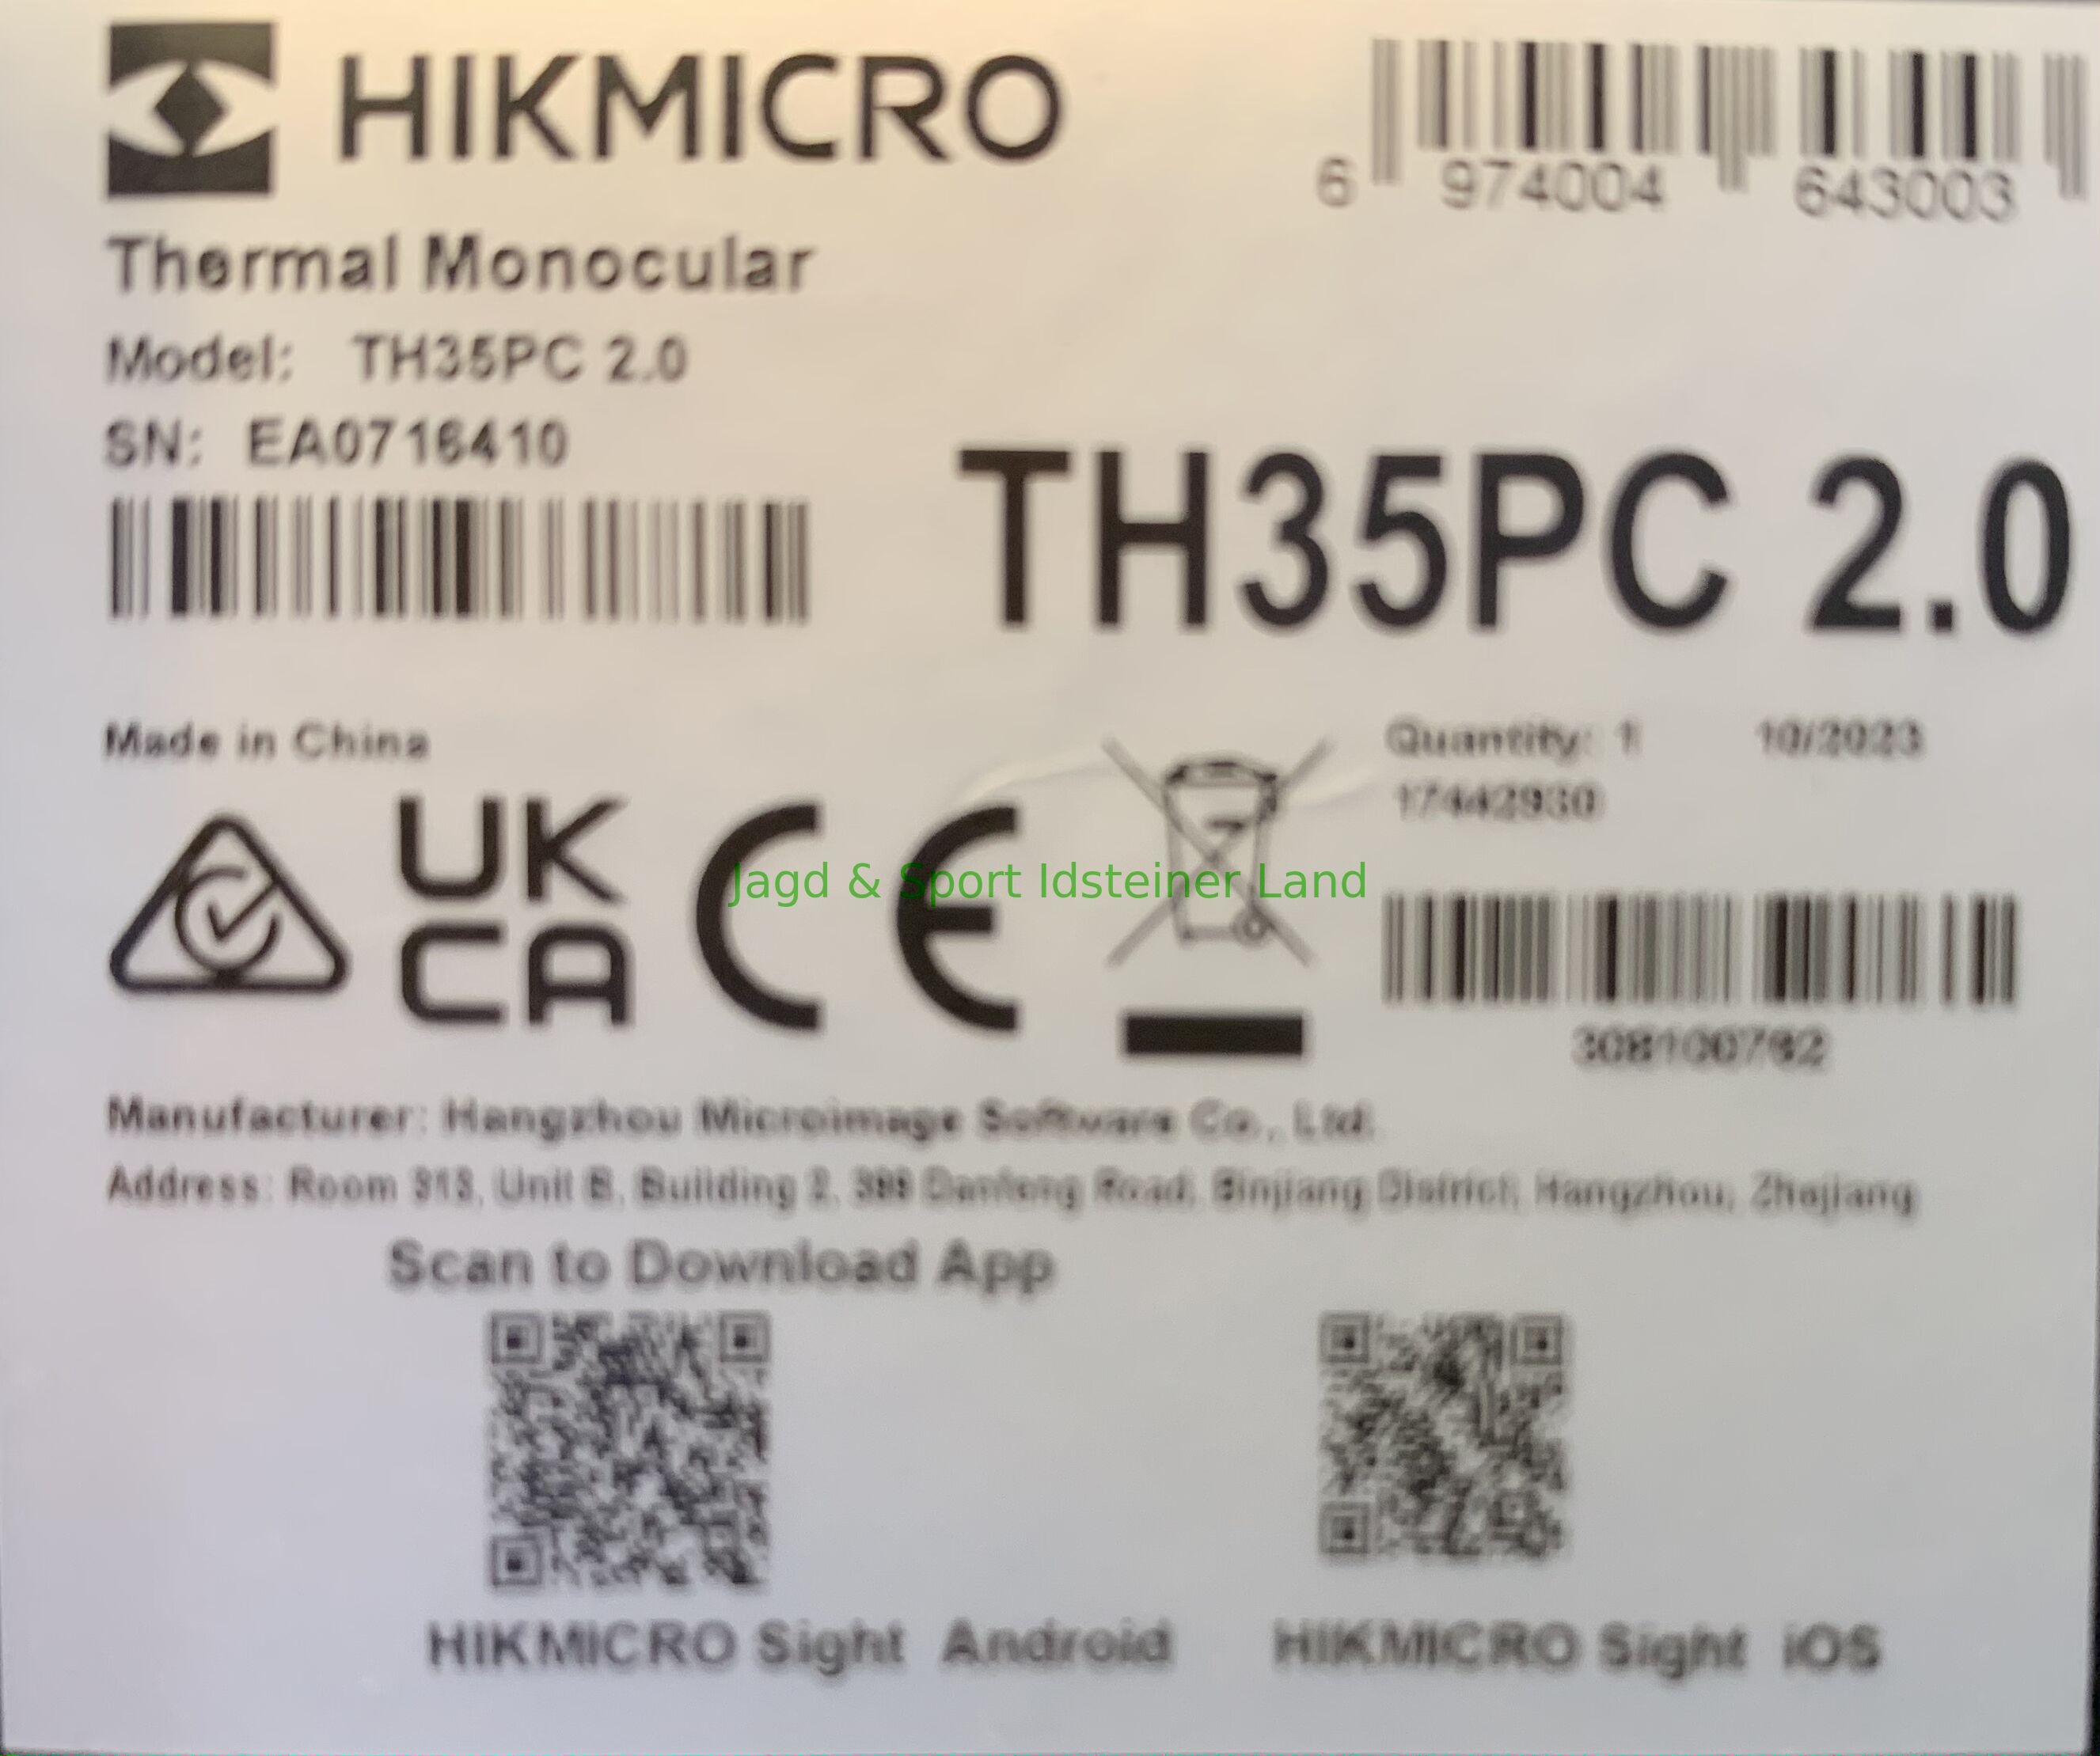 HIKMICRO
6 974004 643003
Thermal Monocular
Model: TH35PC 2.0
SN: EA0716410
TH35PC 2.0
Made in China
Quantity: 1 10/2023
17442930
UK
CA
CE
Jagd & Sport Idsteiner Land
308100762
Manufacturer: Hangzhou Microimage Software Co., Ltd.
Address: Room 313, Unit B, Building 2, 399 Danfeng Road, Binjiang District, Hangzhou, Zhejiang
Scan to Download App
HIKMICRO Sight Android
HIKMICRO Sight iOS